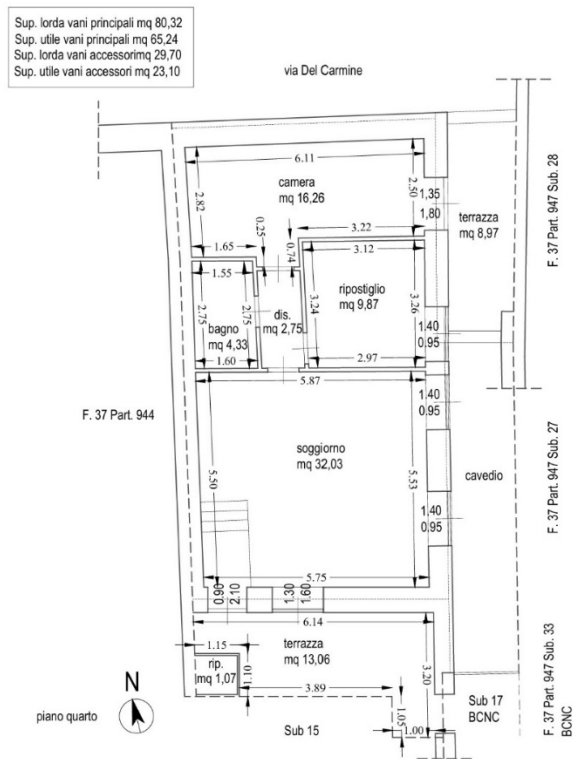 Sup. lorda vani principali mq 80,32
Sup. utile vani principali mq 65,24
Sup. lorda vani accessorimq 29,70
Sup. utile vani accessori mq 23,10
via Del Carmine
6.11
camera
mq 16,26
2.82
2.50
1,35
1,80
terrazza
mq 8,97
F. 37 Part. 947 Sub. 28
0.25
0.74
3.22
1.65
3.12
1.55
ripostiglio
mq 9,87
3.24
3.26
dis.
mq 2,75
2.75
2.75
bagno
mq 4,33
1.40
0.95
2.97
1.60
5.87
1.40
0.95
F. 37 Part. 944
soggiorno
mq 32,03
5.50
5.53
cavedio
F. 37 Part. 947 Sub. 27
1.40
0.95
5.75
0.90
2.10
1.30
1.60
6.14
1.15
terrazza
mq 13,06
rip.
mq 1,07
1.10
3.20
3.89
1.05
1.00
N
piano quarto
Sub 15
Sub 17
BCNC
F. 37 Part. 947 Sub. 33
BCNC